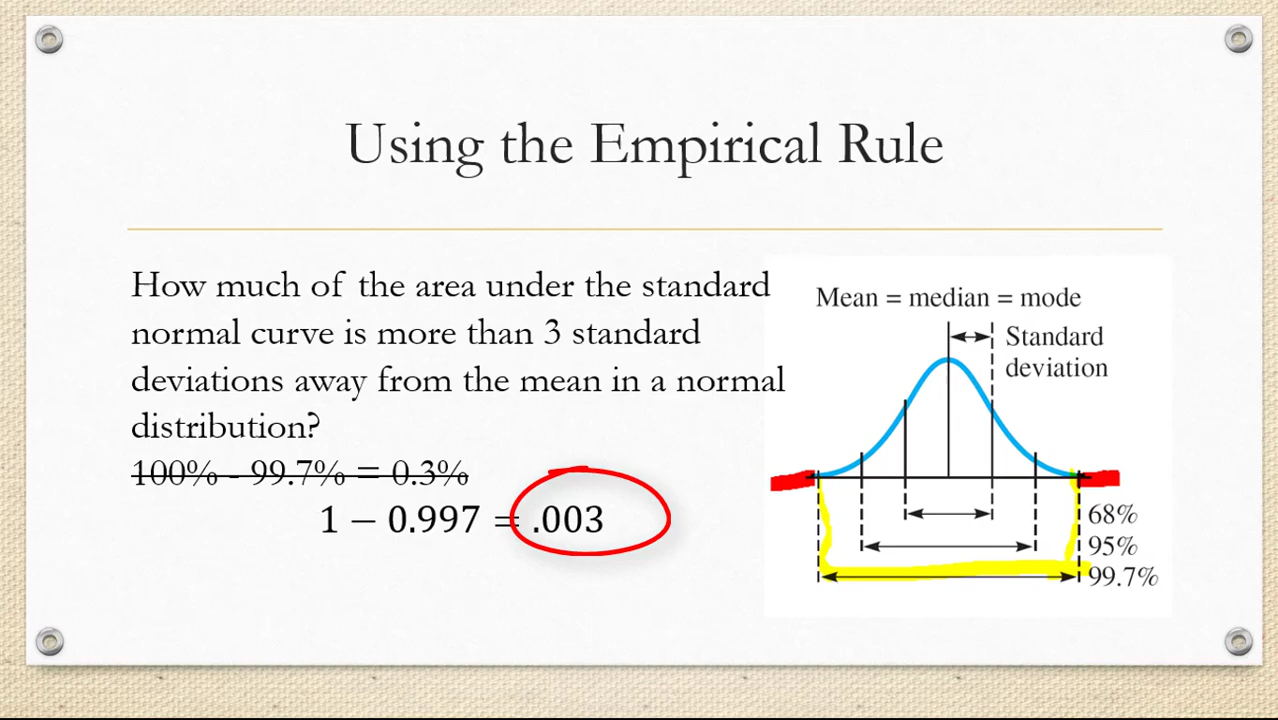 Using the Empirical Rule
How much of the area under the standard
normal curve is more than 3 standard
deviations away from the mean in a normal
distribution?
100% - 99.7% = 0.3%
1 − 0.997 = .003
Mean = median = mode
Standard
deviation
68%
95%
99.7%